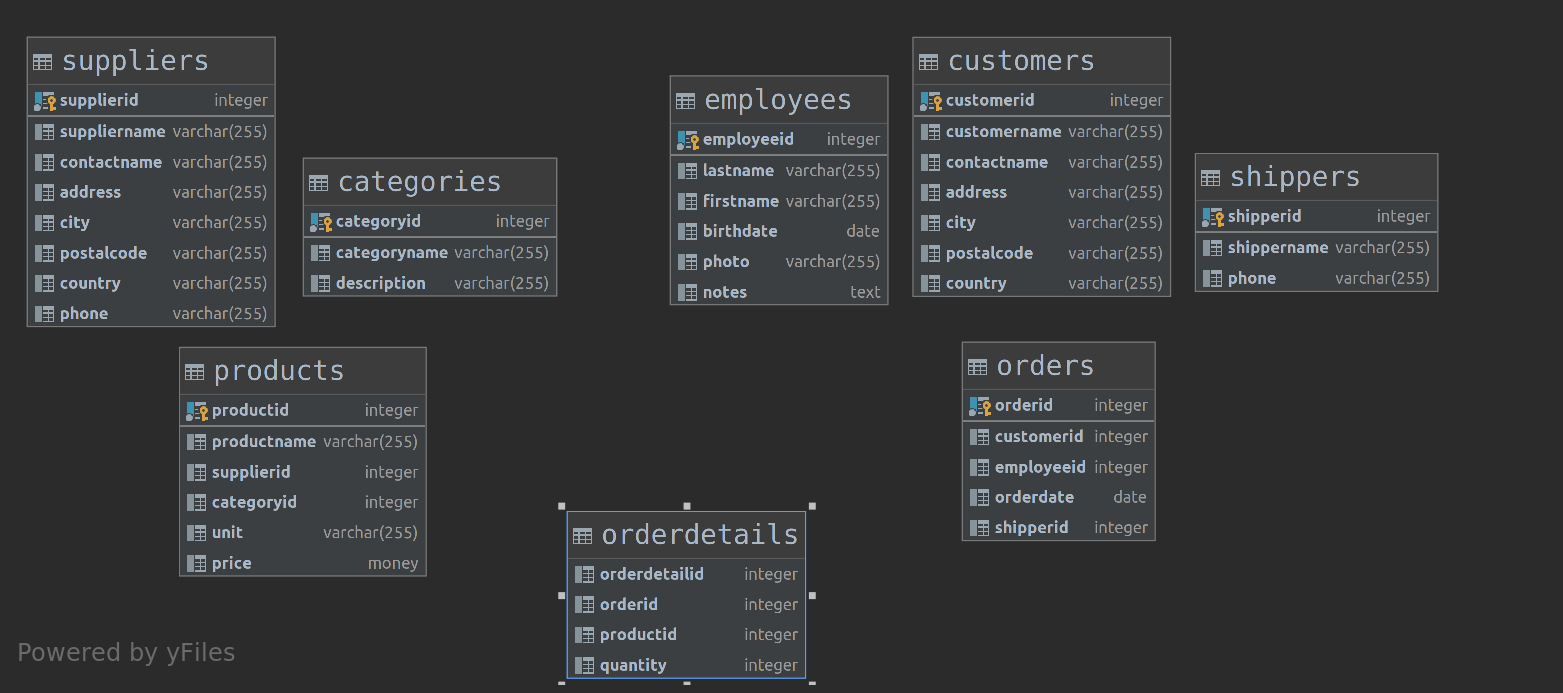 suppliers
supplierid integer
suppliername varchar(255)
contactname varchar(255)
address varchar(255)
city varchar(255)
postalcode varchar(255)
country varchar(255)
phone varchar(255)
categories
categoryid integer
categoryname varchar(255)
description varchar(255)
employees
employeeid integer
lastname varchar(255)
firstname varchar(255)
birthdate date
photo varchar(255)
notes text
customers
customerid integer
customername varchar(255)
contactname varchar(255)
address varchar(255)
city varchar(255)
postalcode varchar(255)
country varchar(255)
shippers
shipperid integer
shippername varchar(255)
phone varchar(255)
products
productid integer
productname varchar(255)
supplierid integer
categoryid integer
unit varchar(255)
price money
orders
orderid integer
customerid integer
employeeid integer
orderdate date
shipperid integer
orderdetails
orderdetailid integer
orderid integer
productid integer
quantity integer
Powered by yFiles